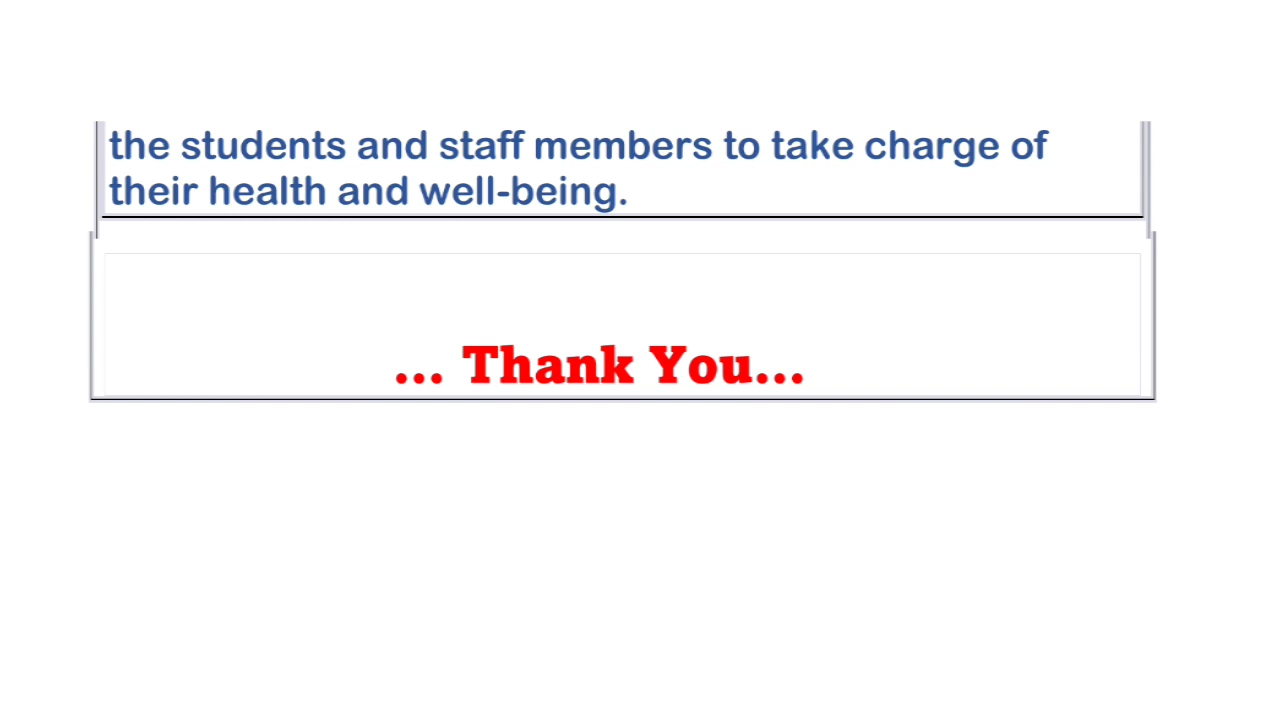 the students and staff members to take charge of
their health and well-being.
... Thank You...